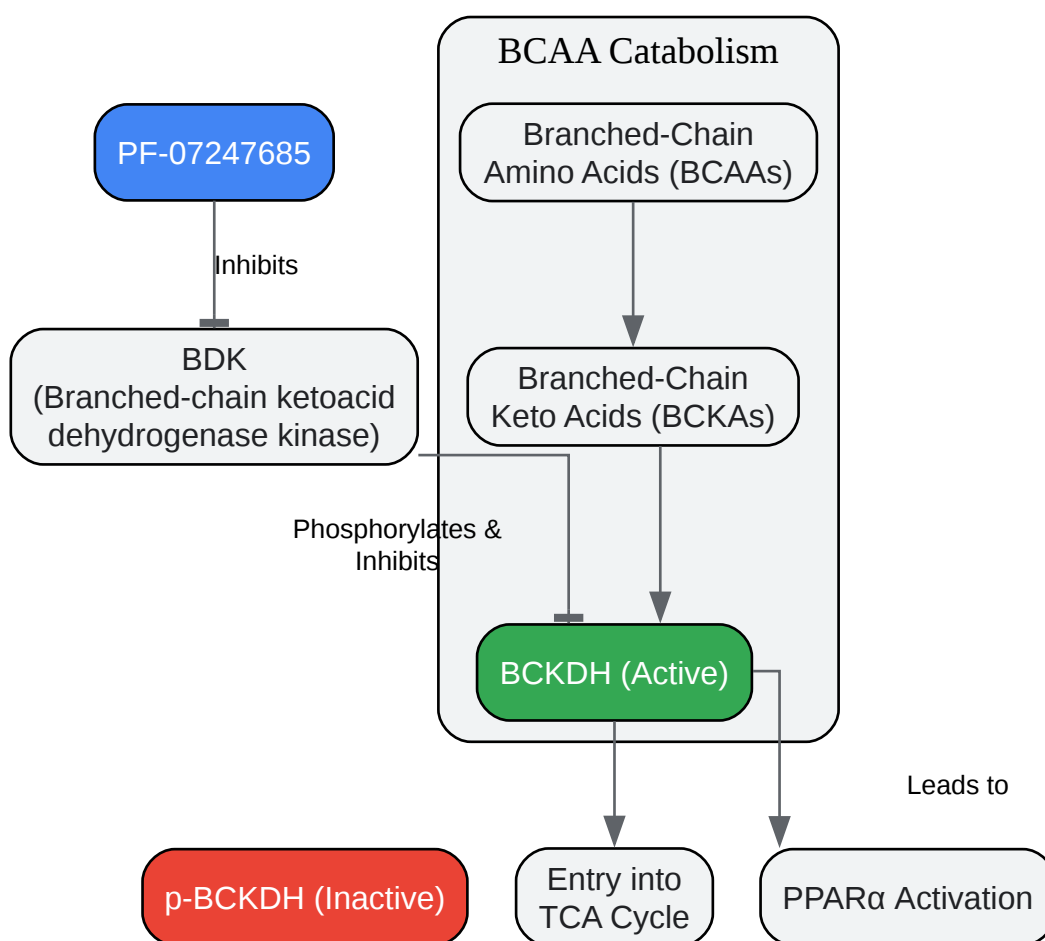 BCAA Catabolism
PF-07247685
Branched-Chain
Amino Acids (BCAAs)
Inhibits
BDK
(Branched-chain ketoacid
dehydrogenase kinase)
Branched-Chain
Keto Acids (BCKAs)
Phosphorylates &
Inhibits
BCKDH (Active)
Leads to
p-BCKDH (Inactive)
Entry into
TCA Cycle
PPARα Activation